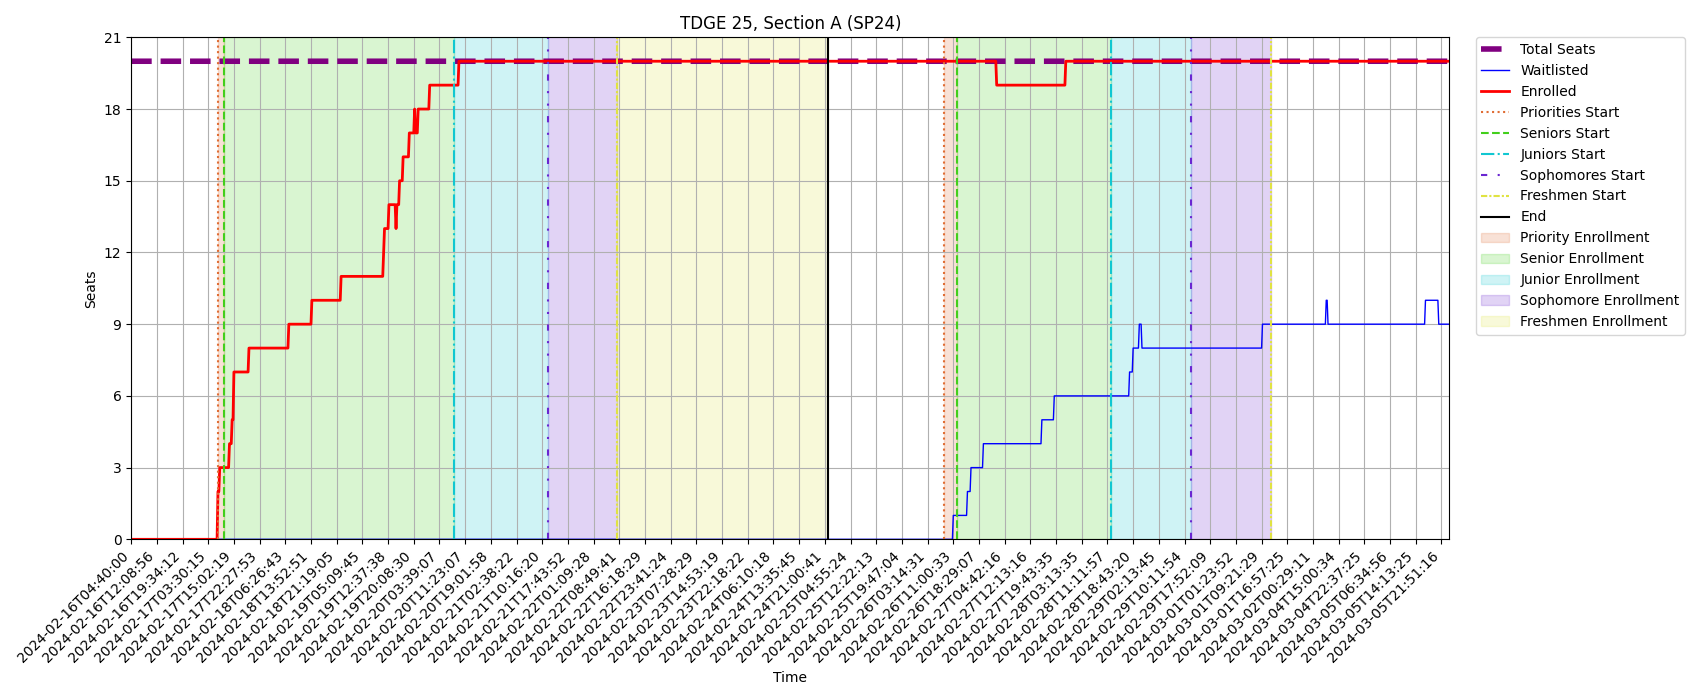 TDGE 25, Section A (SP24)
21
18
15
12
9
6
3
0
Seats
2024-02-16T04:40:00
2024-02-16T12:08:56
2024-02-16T19:34:12
2024-02-17T03:30:15
2024-02-17T15:02:19
2024-02-17T22:27:53
2024-02-18T06:26:43
2024-02-18T13:52:51
2024-02-18T21:19:05
2024-02-19T05:09:45
2024-02-19T12:37:38
2024-02-19T20:08:30
2024-02-20T03:39:07
2024-02-20T11:23:07
2024-02-20T19:01:58
2024-02-21T02:38:22
2024-02-21T10:16:20
2024-02-21T17:43:52
2024-02-22T01:09:28
2024-02-22T08:49:41
2024-02-22T16:18:29
2024-02-22T23:41:24
2024-02-23T07:28:29
2024-02-23T14:53:19
2024-02-23T22:18:22
2024-02-24T06:10:18
2024-02-24T13:35:45
2024-02-24T21:00:41
2024-02-25T04:55:24
2024-02-25T12:22:13
2024-02-25T19:47:04
2024-02-26T03:14:31
2024-02-26T11:00:33
2024-02-26T18:29:07
2024-02-27T04:42:16
2024-02-27T12:13:16
2024-02-27T19:43:35
2024-02-28T03:13:35
2024-02-28T11:11:57
2024-02-28T18:43:20
2024-02-29T02:13:45
2024-02-29T10:11:54
2024-02-29T17:52:09
2024-03-01T01:23:52
2024-03-01T09:21:29
2024-03-01T16:57:25
2024-03-02T00:29:11
2024-03-04T15:00:34
2024-03-04T22:37:25
2024-03-05T06:34:56
2024-03-05T14:13:25
2024-03-05T21:51:16
Time
Total Seats
Waitlisted
Enrolled
Priorities Start
Seniors Start
Juniors Start
Sophomores Start
Freshmen Start
End
Priority Enrollment
Senior Enrollment
Junior Enrollment
Sophomore Enrollment
Freshmen Enrollment